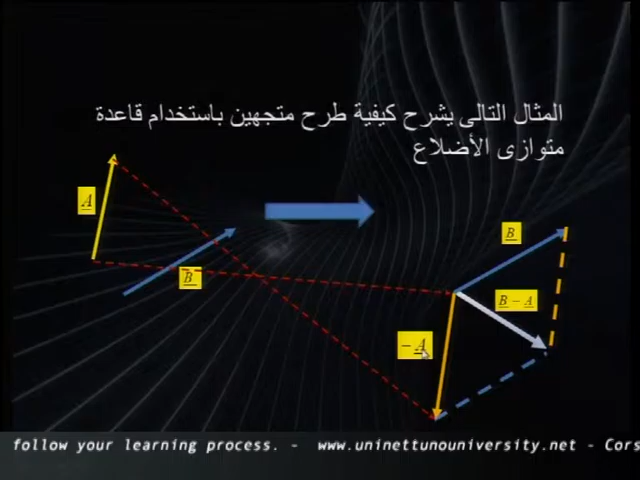 المثال التالى يشرح كيفية طرح متجهين باستخدام قاعدة
متوازى الأضلاع
A
B
B
B - A
- A
follow your learning process. - www.uninettunouniversity.net - Cors